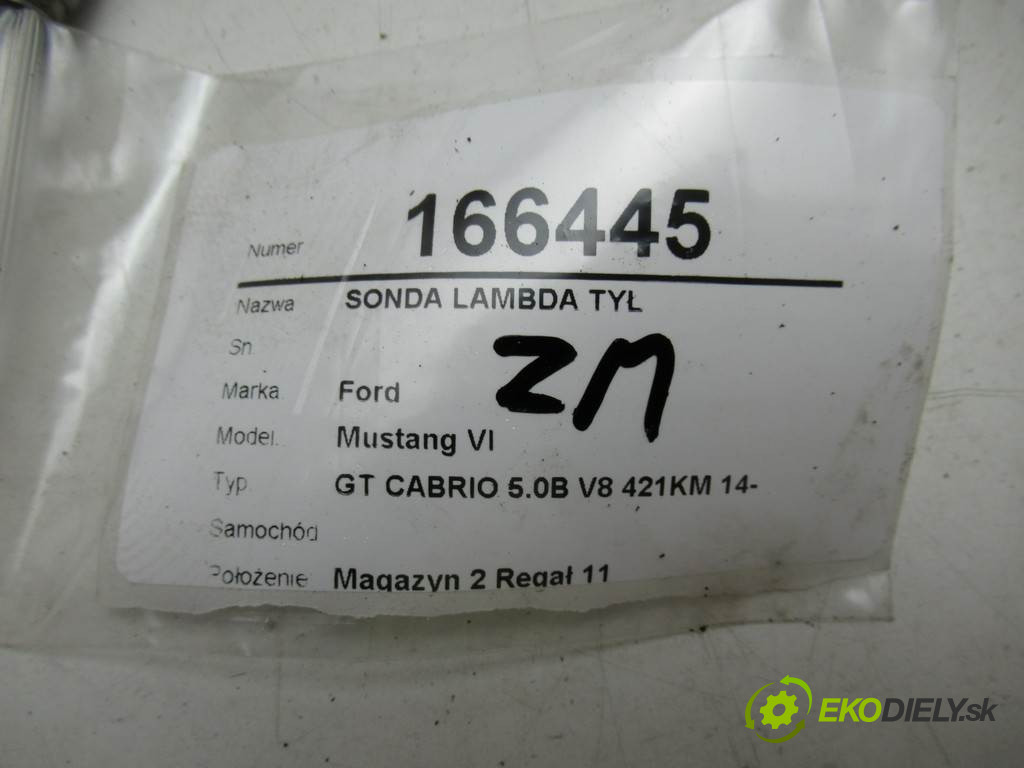 Numer 166445
Nazwa SONDA LAMBDA TYŁ
Sn.
ZM
Marka. Ford
Model. Mustang VI
Typ GT CABRIO 5.0B V8 421KM 14-
Samochód
Położenie Magazyn 2 Regał 11
EKODIELY.sk